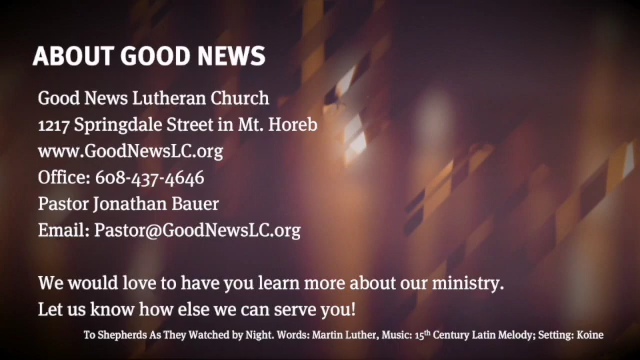 ABOUT GOOD NEWS
Good News Lutheran Church
1217 Springdale Street in Mt. Horeb
www.GoodNewsLC.org
Office: 608-437-4646
Pastor Jonathan Bauer
Email: Pastor@GoodNewsLC.org
We would love to have you learn more about our ministry.
Let us know how else we can serve you!
To Shepherds As They Watched by Night. Words: Martin Luther, Music: 15th Century Latin Melody; Setting: Koine